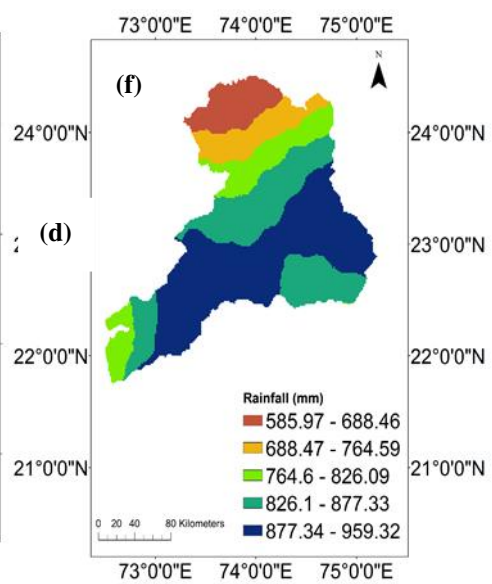 73°0'0"E 74°0'0"E 75°0'0"E
(f)
N
24°0'0"N 24°0'0"N
(d)
23°0'0"N
22°0'0"N 22°0'0"N
Rainfall (mm)
585.97 - 688.46
688.47 - 764.59
764.6 - 826.09
826.1 - 877.33
877.34 - 959.32
21°0'0"N 21°0'0"N
0 20 40 80 Kilometers
73°0'0"E 74°0'0"E 75°0'0"E